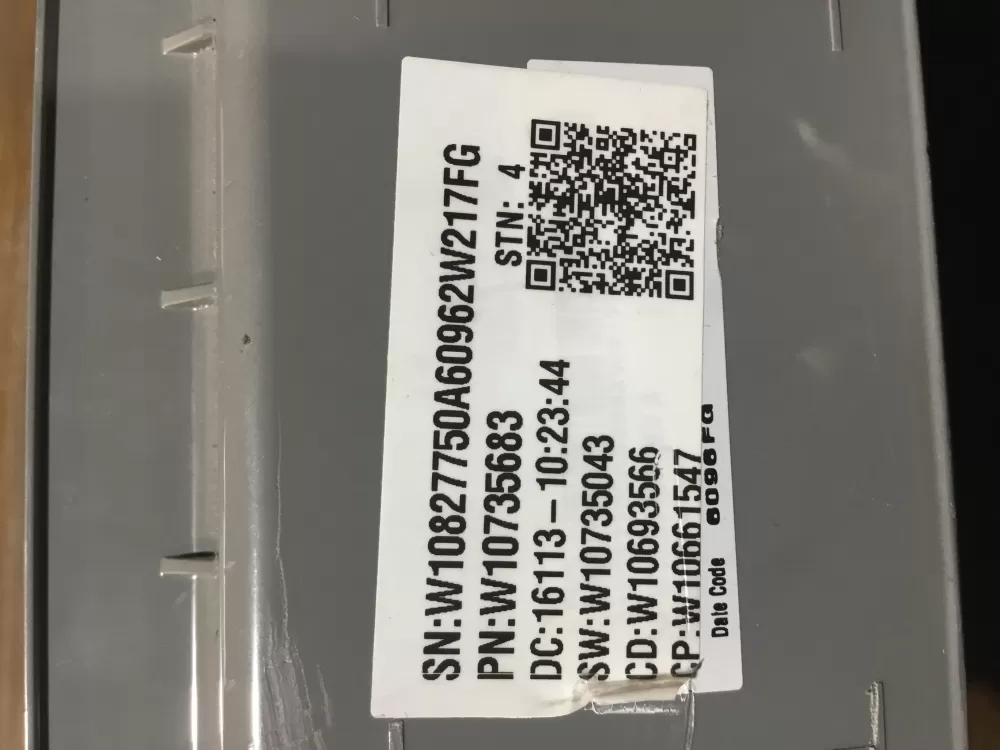 SN:W10827750A60962W217FG
PN:W10735683 STN: 4
DC:16113-10:23:44
SW:W10735043
CD:W10693566
CP:W10661547
Date Code 6096FG